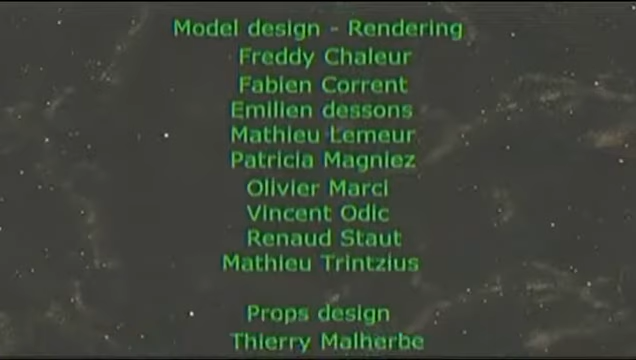 Model design - Rendering
Freddy Chaleur
Fabien Corrent
Emilien dessons
Mathieu Lemeur
Patricia Magniez
Olivier Marci
Vincent Odic
Renaud Staut
Mathieu Trintzius
Props design
Thierry Malherbe